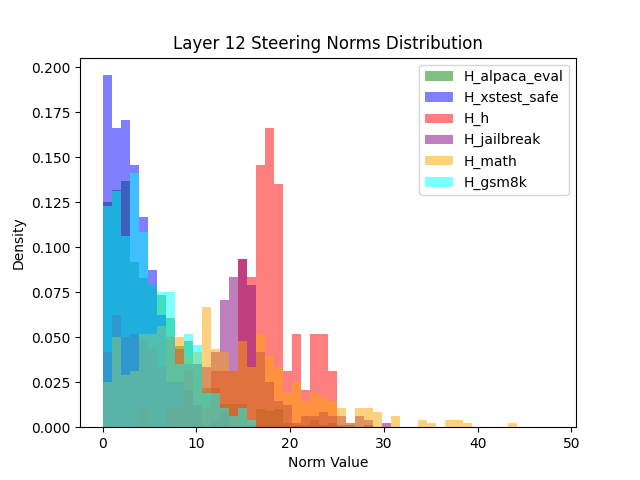 Layer 12 Steering Norms Distribution
0.200
0.175
0.150
0.125
0.100
0.075
0.050
0.025
0.000
Density
H_alpaca_eval
H_xstest_safe
H_h
H_jailbreak
H_math
H_gsm8k
0 10 20 30 40 50
Norm Value